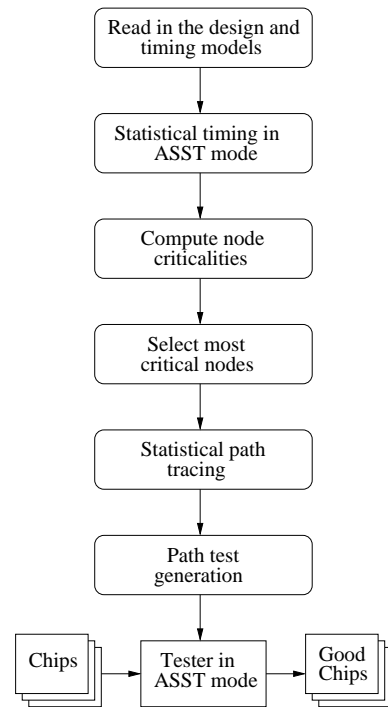 Read in the design and
timing models
Statistical timing in
ASST mode
Compute node
criticalities
Select most
critical nodes
Statistical path
tracing
Path test
generation
Chips
Tester in
ASST mode
Good
Chips